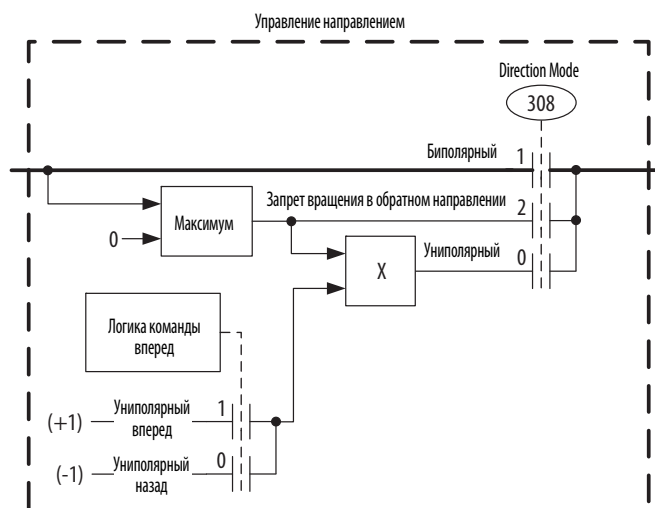 Управление направлением
Direction Mode
308
Биполярный 1
Запрет вращения в обратном направлении 2
Максимум
0
Униполярный 0
X
Логика команды
вперед
(+1) Униполярный 1
вперед
(-1) Униполярный 0
назад